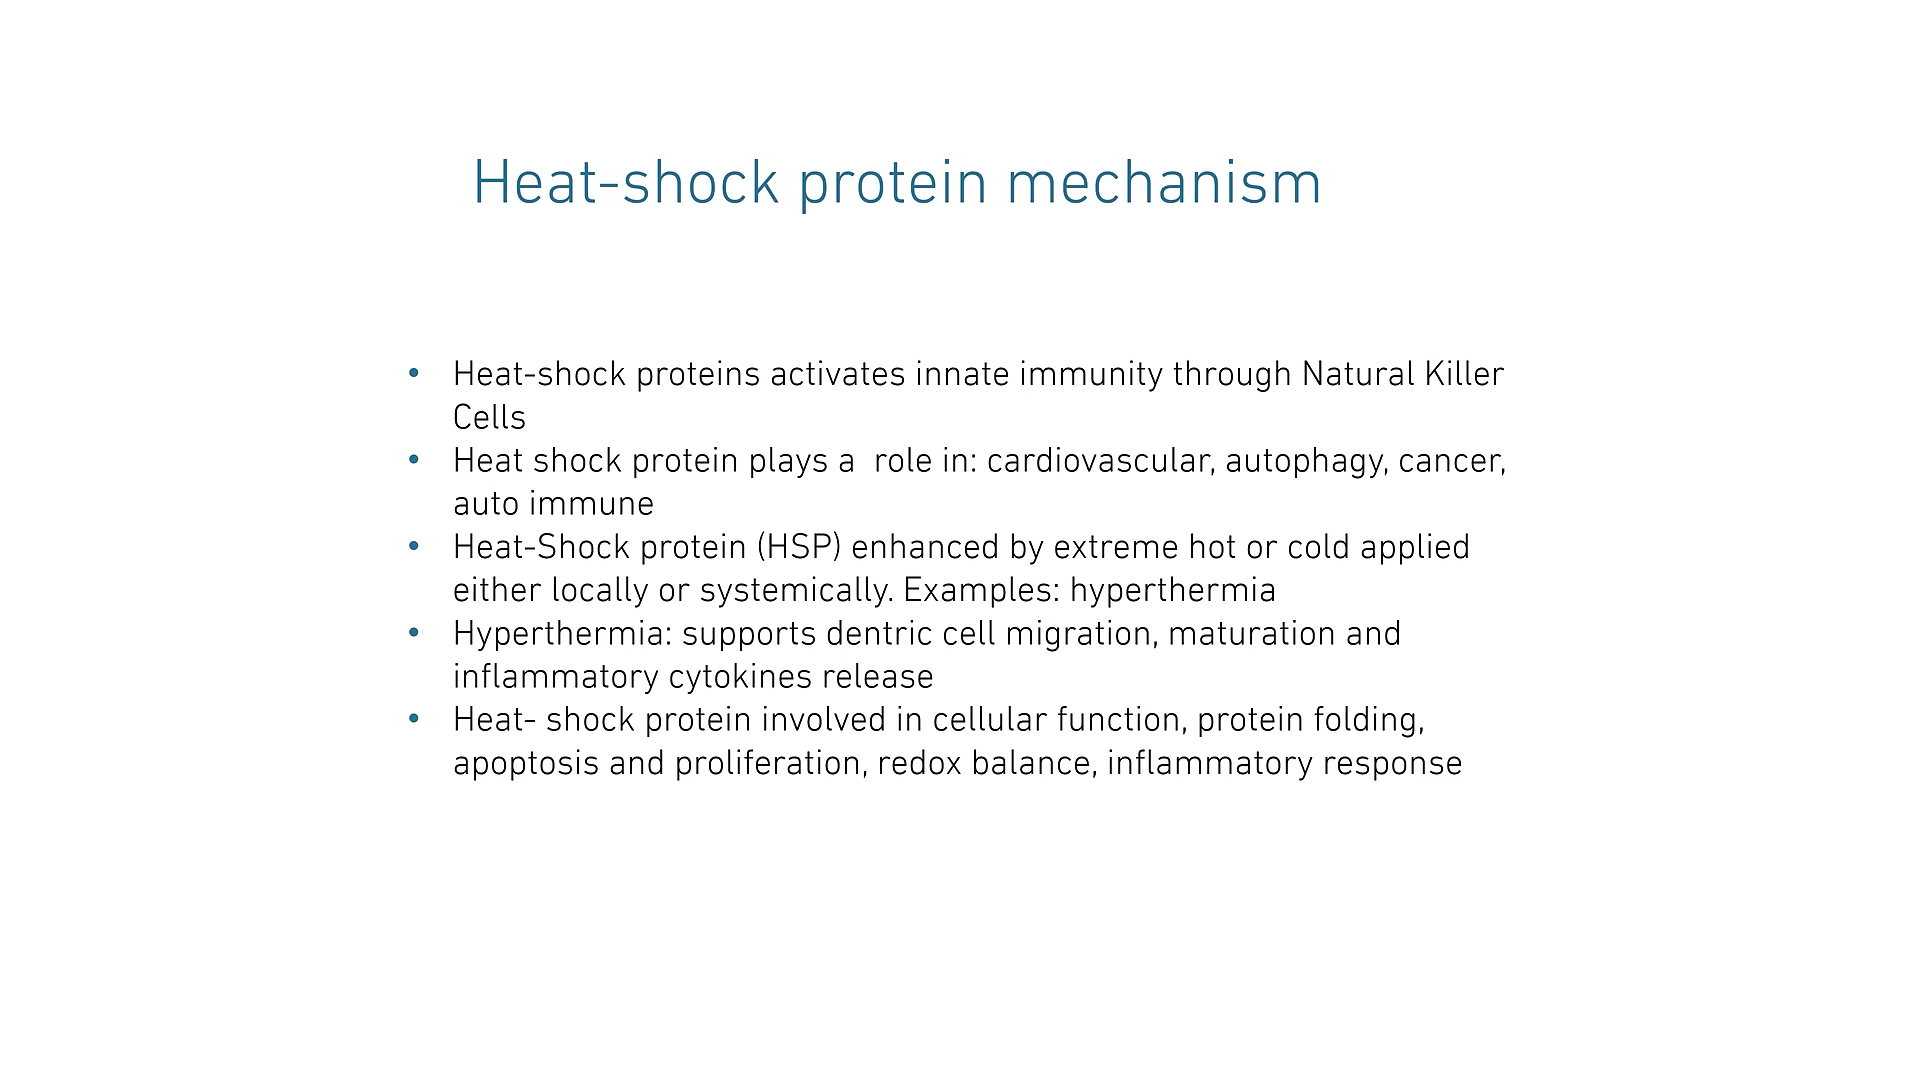 Heat-shock protein mechanism
• Heat-shock proteins activates innate immunity through Natural Killer
Cells
• Heat shock protein plays a  role in: cardiovascular, autophagy, cancer,
auto immune
• Heat-Shock protein (HSP) enhanced by extreme hot or cold applied
either locally or systemically. Examples: hyperthermia
• Hyperthermia: supports dentric cell migration, maturation and
inflammatory cytokines release
• Heat- shock protein involved in cellular function, protein folding,
apoptosis and proliferation, redox balance, inflammatory response